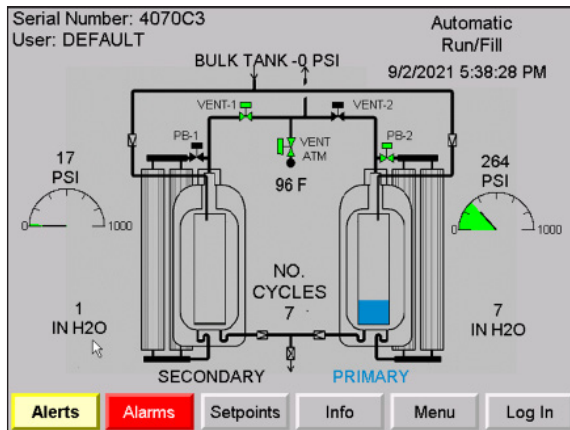 Serial Number: 4070C3
User: DEFAULT
Automatic
Run/Fill
9/2/2021 5:38:28 PM
BULK TANK -0 PSI
VENT-1
VENT-2
PB-1
VENT
ATM
PB-2
17
PSI
96 F
264
PSI
0
1000
0
1000
NO.
CYCLES
7
1
IN H2O
7
IN H2O
SECONDARY
PRIMARY
Alerts
Alarms
Setpoints
Info
Menu
Log In